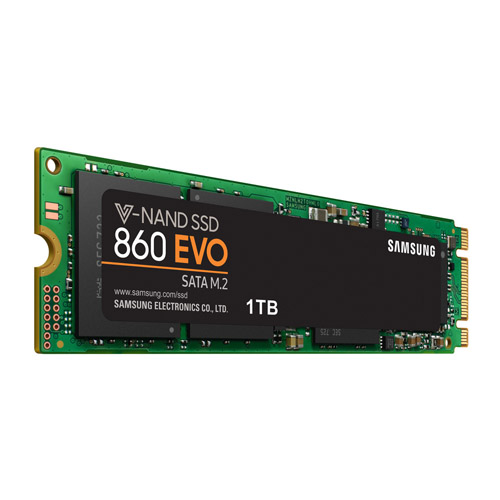 V-NAND SSD
860 EVO
SATA M.2
www.samsung.com/ssd
SAMSUNG ELECTRONICS CO., LTD.
1TB
SAMSUNG